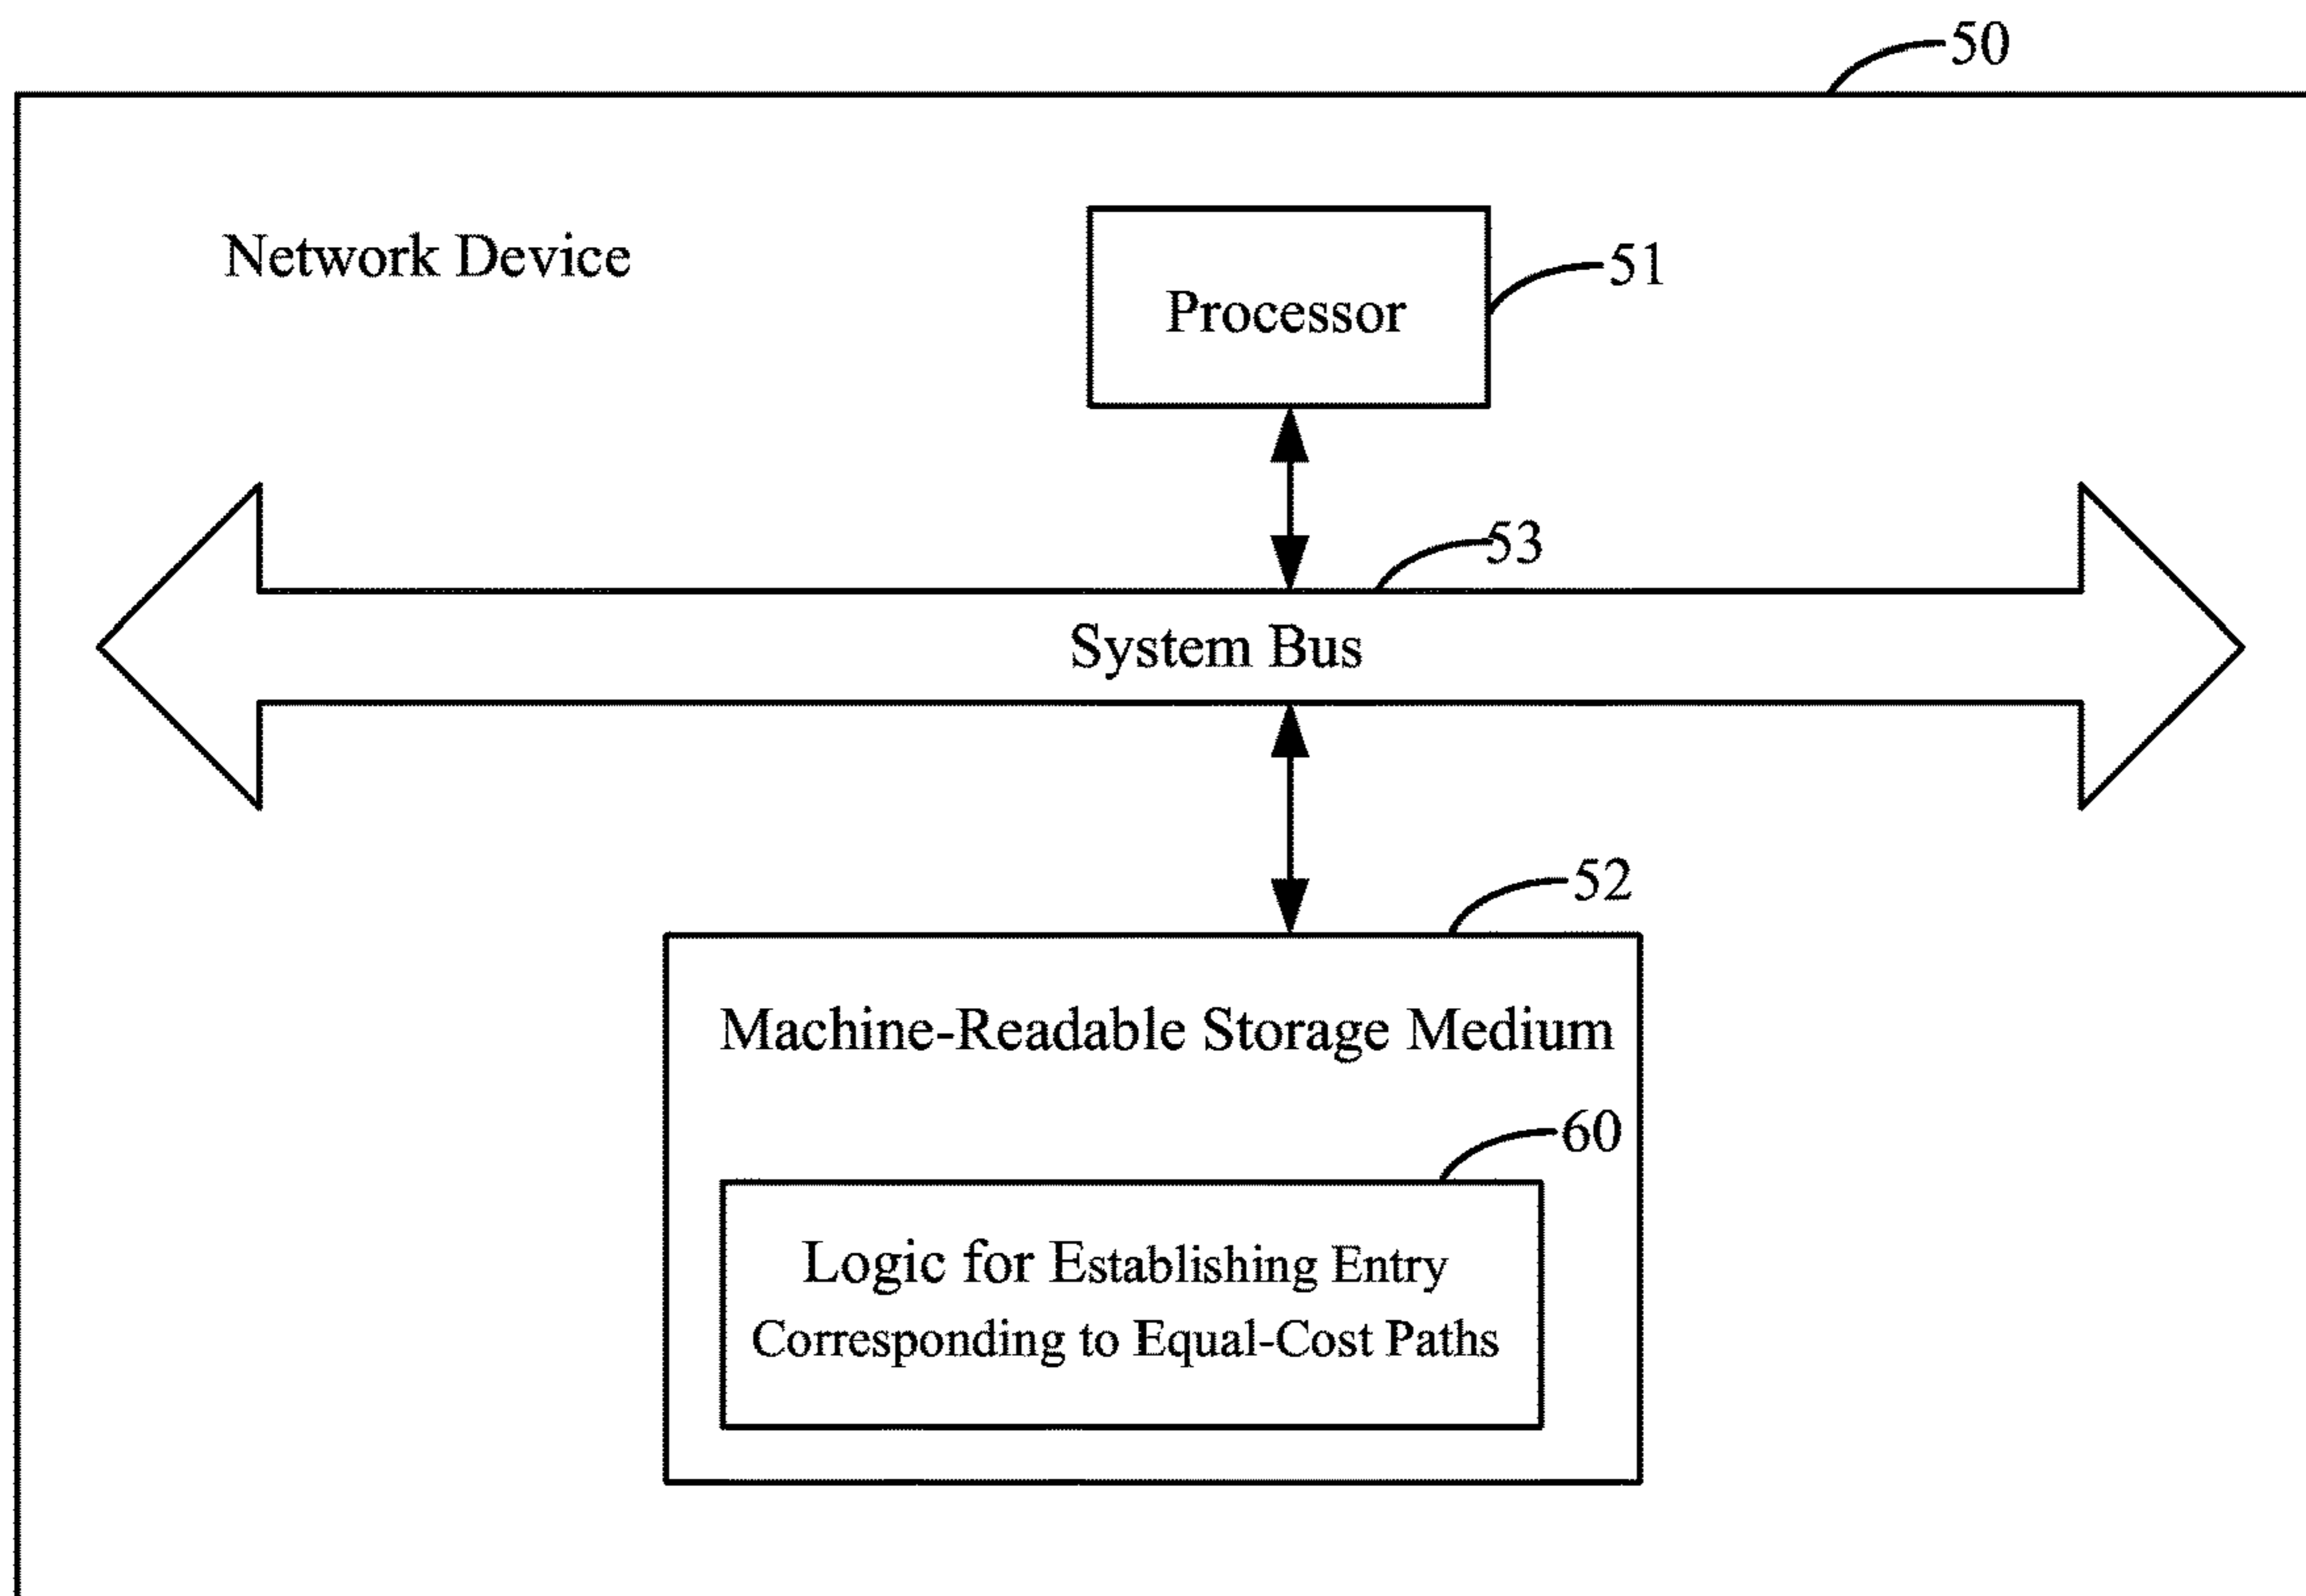 50
Network Device
51
Processor
53
System Bus
52
Machine-Readable Storage Medium
60
Logic for Establishing Entry
Corresponding to Equal-Cost Paths